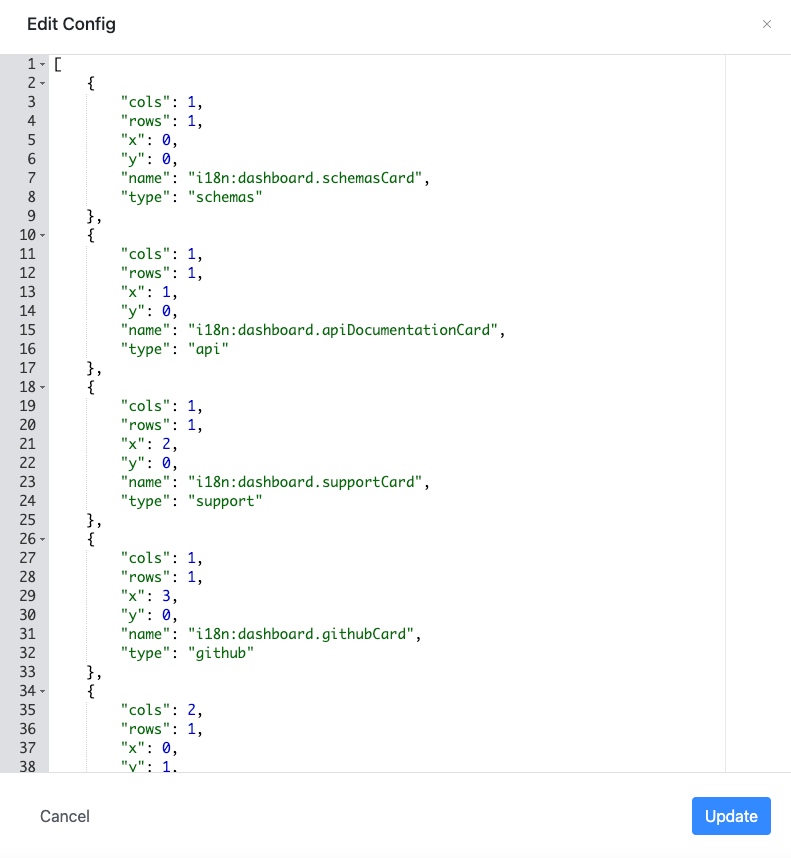 Edit Config
×
1 [
2 {
3 "cols": 1,
4 "rows": 1,
5 "x": 0,
6 "y": 0,
7 "name": "i18n:dashboard.schemasCard",
8 "type": "schemas"
9 },
10 {
11 "cols": 1,
12 "rows": 1,
13 "x": 1,
14 "y": 0,
15 "name": "i18n:dashboard.apiDocumentationCard",
16 "type": "api"
17 },
18 {
19 "cols": 1,
20 "rows": 1,
21 "x": 2,
22 "y": 0,
23 "name": "i18n:dashboard.supportCard",
24 "type": "support"
25 },
26 {
27 "cols": 1,
28 "rows": 1,
29 "x": 3,
30 "y": 0,
31 "name": "i18n:dashboard.githubCard",
32 "type": "github"
33 },
34 {
35 "cols": 2,
36 "rows": 1,
37 "x": 0,
38 "y": 1,
Cancel
Update